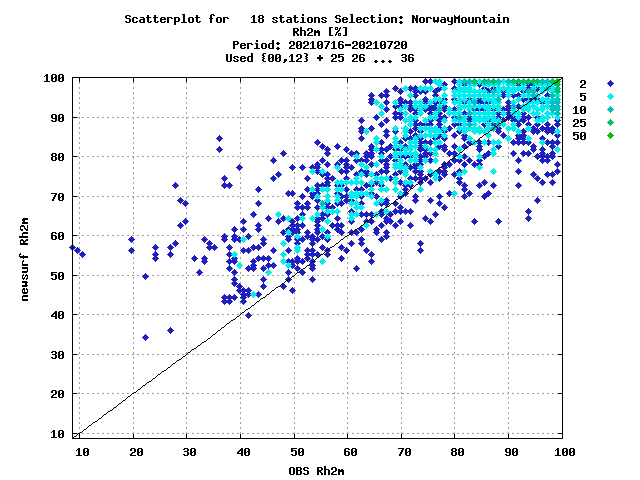 Scatterplot for   18 stations Selection: NorwayMountain
Rh2m [%]
Period: 20210716-20210720
Used {00,12} + 25 26 ... 36
100
90
80
70
60
50
40
30
20
10
newsurf Rh2m
10 20 30 40 50 60 70 80 90 100
OBS Rh2m
2
5
10
25
50